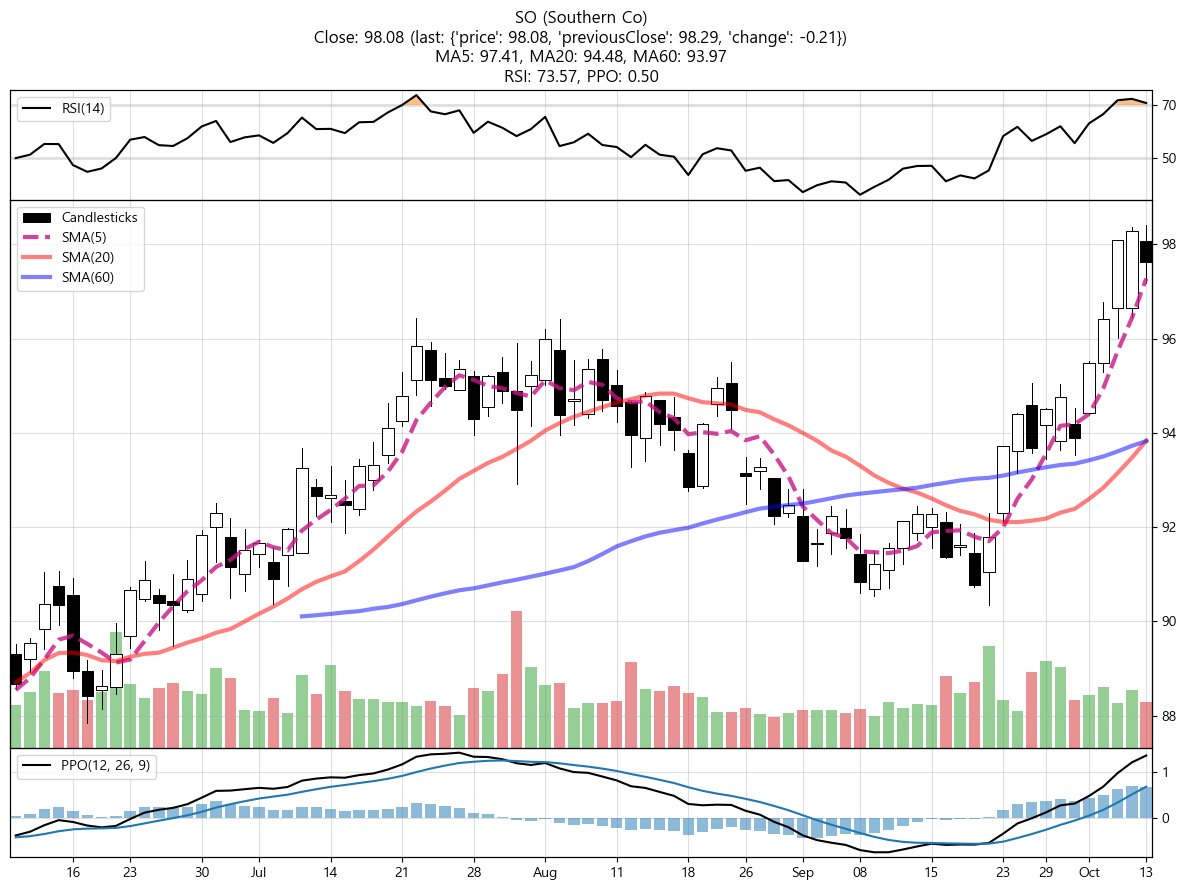 SO (Southern Co)
Close: 98.08 (last: {'price': 98.08, 'previousClose': 98.29, 'change': -0.21})
MA5: 97.41, MA20: 94.48, MA60: 93.97
RSI: 73.57, PPO: 0.50
RSI(14)
70
50
Candlesticks
SMA(5)
SMA(20)
SMA(60)
98
96
94
92
90
88
PPO(12, 26, 9)
1
0
16 23 30 Jul 14 21 28 Aug 11 18 26 Sep 08 15 23 29 Oct 13